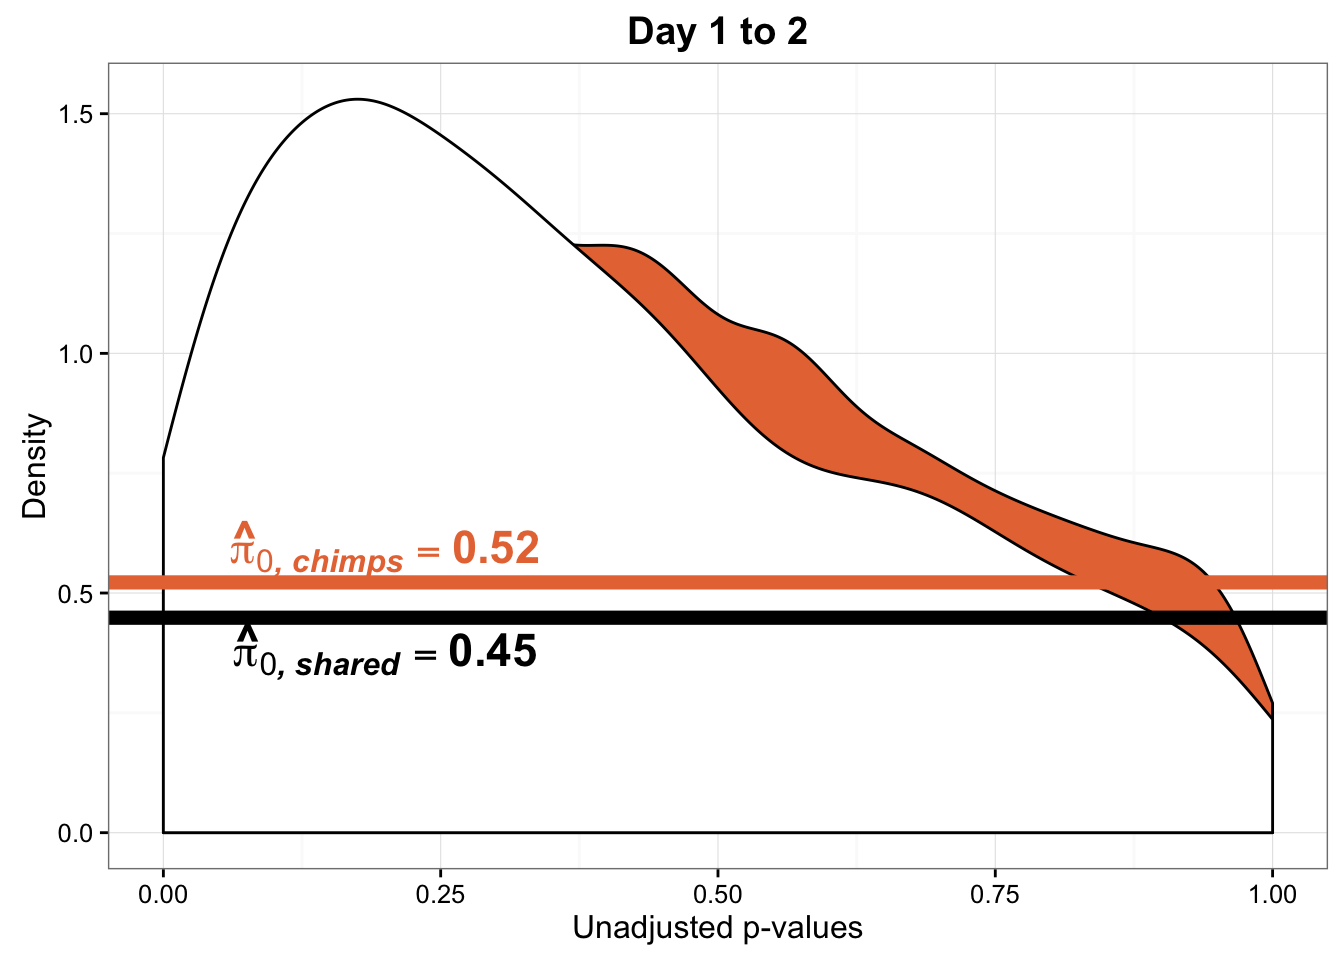 Day 1 to 2
Density
1.5
1.0
0.5
0.0
π̂0, chimps = 0.52
π̂0, shared = 0.45
0.00 0.25 0.50 0.75 1.00
Unadjusted p-values